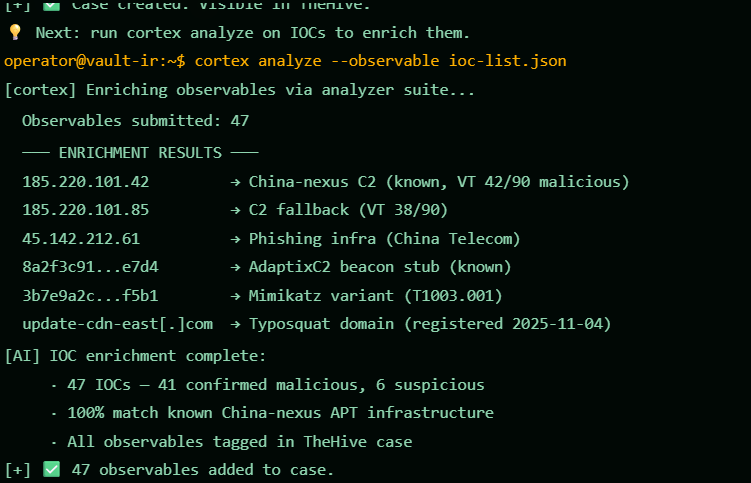 [+] ✅ Case created. Visible in TheHive.
💡 Next: run cortex analyze on IOCs to enrich them.
operator@vault-ir:~$ cortex analyze --observable ioc-list.json
[cortex] Enriching observables via analyzer suite...
Observables submitted: 47
─── ENRICHMENT RESULTS ───
185.220.101.42 → China-nexus C2 (known, VT 42/90 malicious)
185.220.101.85 → C2 fallback (VT 38/90)
45.142.212.61 → Phishing infra (China Telecom)
8a2f3c91...e7d4 → AdaptixC2 beacon stub (known)
3b7e9a2c...f5b1 → Mimikatz variant (T1003.001)
update-cdn-east[.]com → Typosquat domain (registered 2025-11-04)
[AI] IOC enrichment complete:
· 47 IOCs — 41 confirmed malicious, 6 suspicious
· 100% match known China-nexus APT infrastructure
· All observables tagged in TheHive case
[+] ✅ 47 observables added to case.